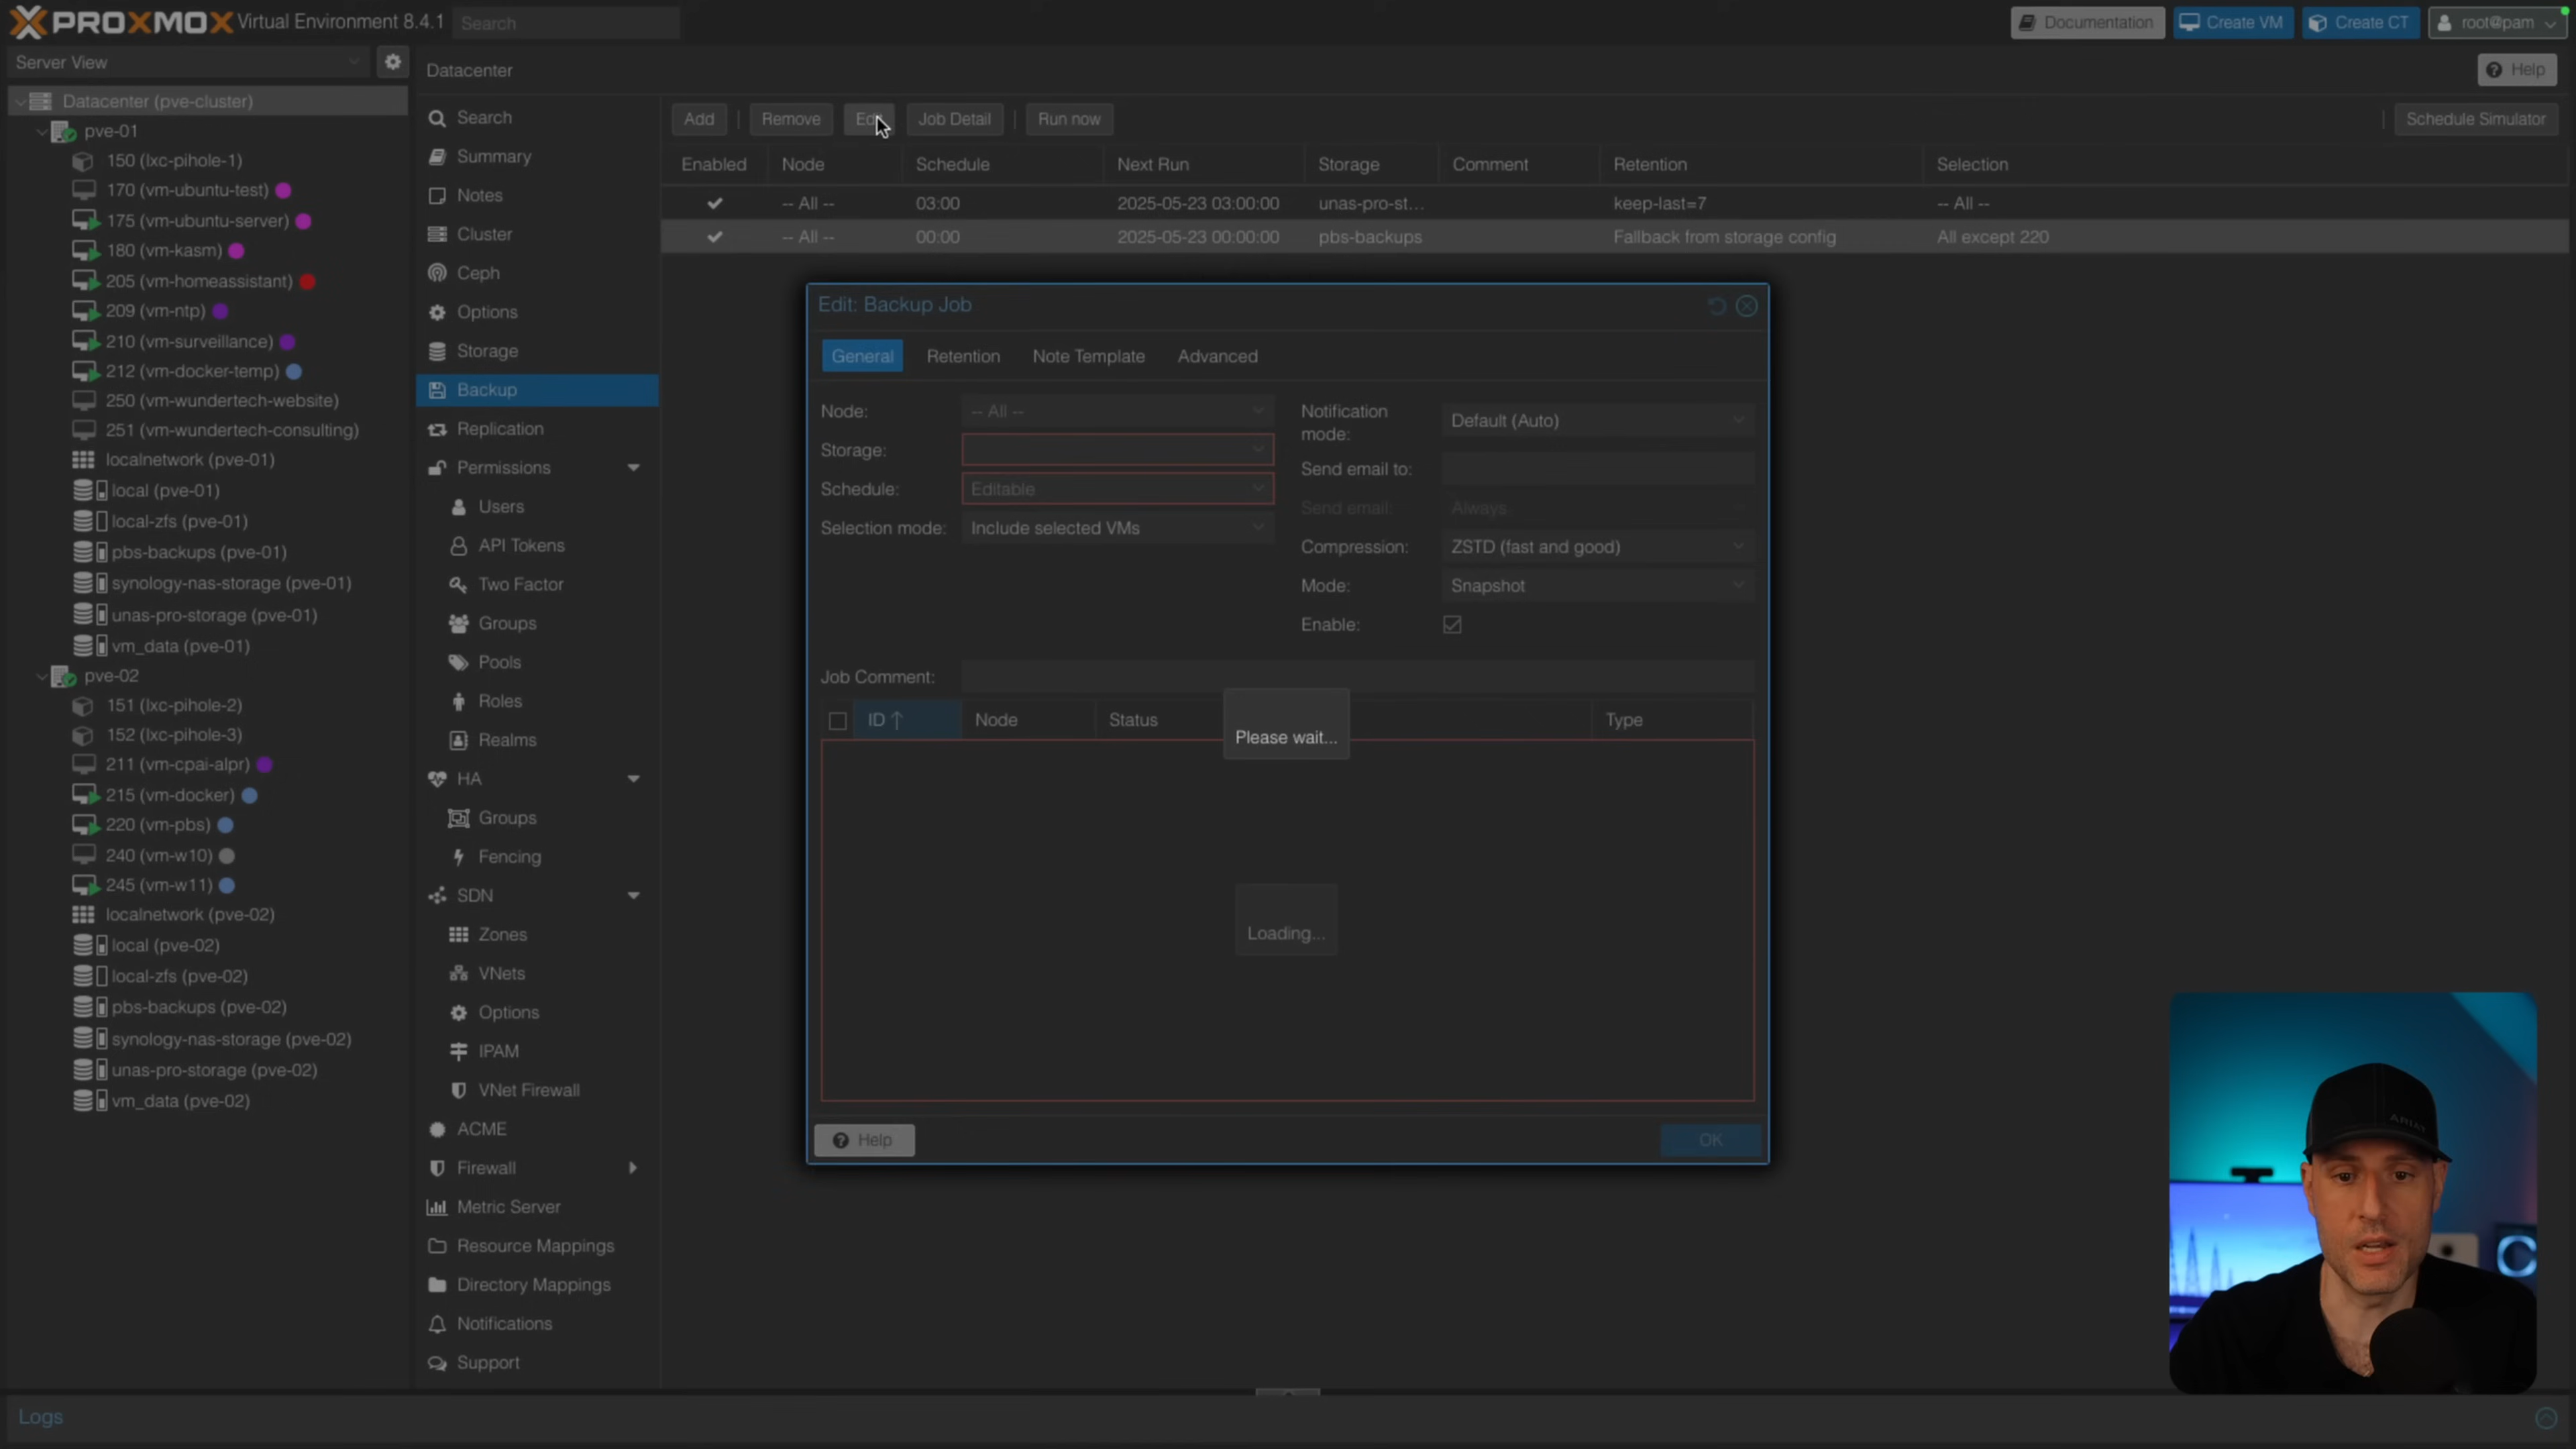 PROXMOX Virtual Environment 8.4.1 Search
Documentation Create VM Create CT root@pam
Server View
Datacenter
Help
Datacenter (pve-cluster)
pve-01
150 (lxc-pihole-1)
170 (vm-ubuntu-test)
175 (vm-ubuntu-server)
180 (vm-kasm)
205 (vm-homeassistant)
209 (vm-ntp)
210 (vm-surveillance)
212 (vm-docker-temp)
250 (vm-wundertech-website)
251 (vm-wundertech-consulting)
localnetwork (pve-01)
local (pve-01)
local-zfs (pve-01)
pbs-backups (pve-01)
synology-nas-storage (pve-01)
unas-pro-storage (pve-01)
vm_data (pve-01)
pve-02
151 (lxc-pihole-2)
152 (lxc-pihole-3)
211 (vm-cpai-alpr)
215 (vm-docker)
220 (vm-pbs)
240 (vm-w10)
245 (vm-w11)
localnetwork (pve-02)
local (pve-02)
local-zfs (pve-02)
pbs-backups (pve-02)
synology-nas-storage (pve-02)
unas-pro-storage (pve-02)
vm_data (pve-02)
Search
Summary
Notes
Cluster
Ceph
Options
Storage
Backup
Replication
Permissions
Users
API Tokens
Two Factor
Groups
Pools
Roles
Realms
HA
Groups
Fencing
SDN
Zones
VNets
Options
IPAM
VNet Firewall
ACME
Firewall
Metric Server
Resource Mappings
Directory Mappings
Notifications
Support
Add Remove Job Detail Run now Schedule Simulator
Enabled Node Schedule Next Run Storage Comment Retention Selection
-- All -- 03:00 2025-05-23 03:00:00 unas-pro-st... keep-last=7 -- All --
-- All -- 00:00 2025-05-23 00:00:00 pbs-backups Fallback from storage config All except 220
Edit: Backup Job
General Retention Note Template Advanced
Node: -- All --
Storage:
Schedule: Editable
Selection mode: Include selected VMs
Notification
mode: Default (Auto)
Send email to:
Send email: Always
Compression: ZSTD (fast and good)
Mode: Snapshot
Enable:
Job Comment:
ID Node Status Type
Please wait...
Loading...
Help OK
ARIAT
Logs